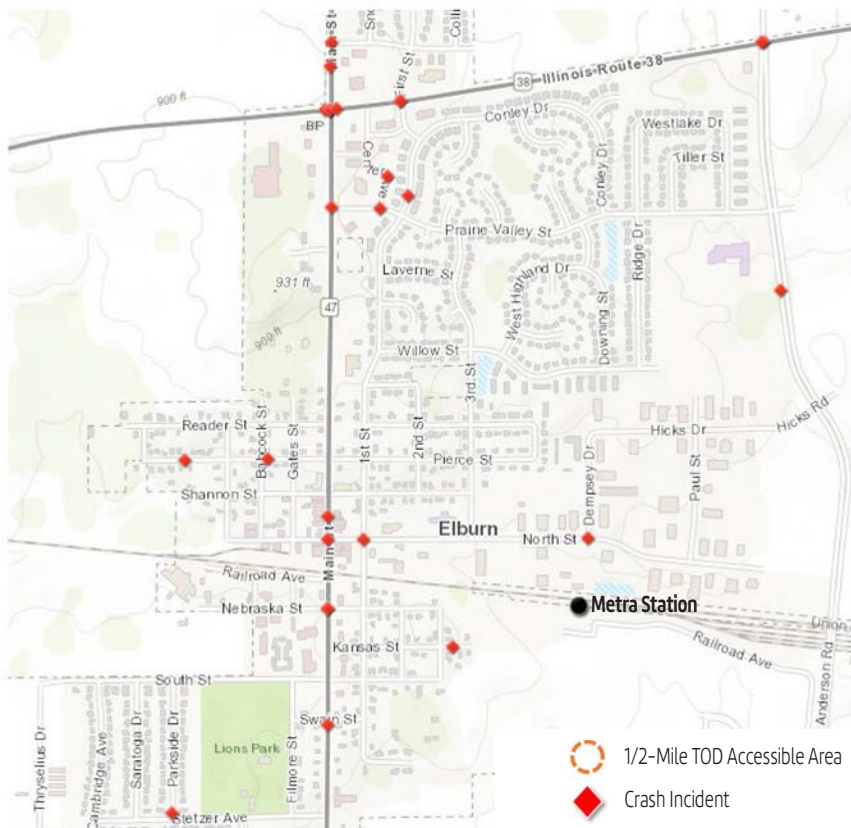 Main St
First St
Illinois Route 38
38
900 ft
BP
Conley Dr
Westlake Dr
Center Ave
Conley Dr
Prairie Valley St
Ridge Dr
Laverne St
West Highland Dr
931 ft
47
Downing St
900 ft
Willow St
3rd St
Reader St
Babcock St
Gates St
1st St
2nd St
Hicks Dr
Hicks Rd
Pierce St
Dempsey Dr
Paul St
Shannon St
Elburn
North St
Main St
Railroad Ave
Metra Station
Nebraska St
Union
Kansas St
Railroad Ave
South St
Anderson Rd
Thryselius Dr
Cambridge Ave
Saratoga Dr
Parkside Dr
Lions Park
Filmore St
Swain St
Stetzer Ave
1/2-Mile TOD Accessible Area
Crash Incident